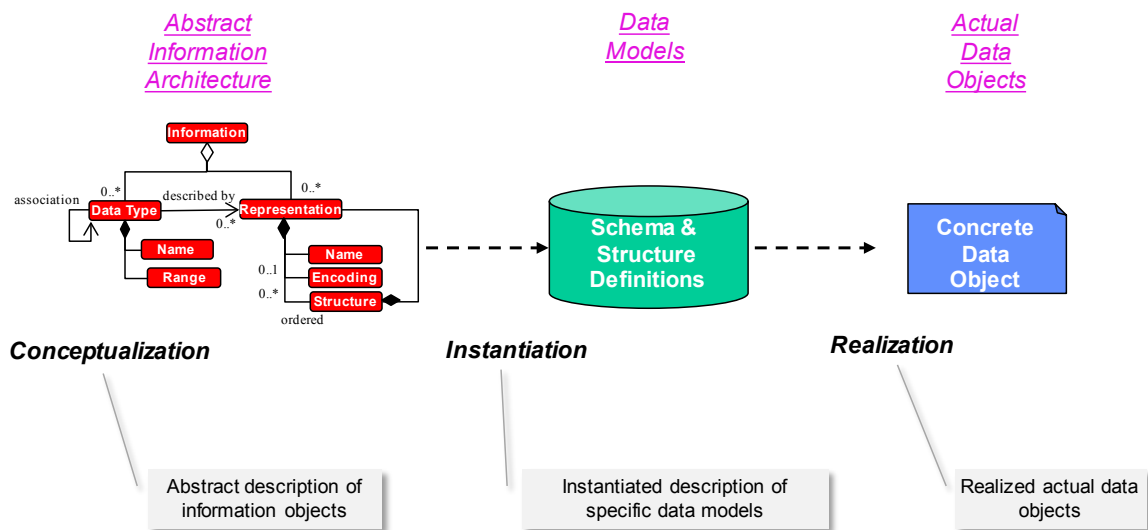 Abstract
Information
Architecture
Data
Models
Actual
Data
Objects
Information
0..*
0..*
association
described by
Data Type
Representation
0..*
Name
Range
Name
0..1
Encoding
0..*
Structure
ordered
Schema &
Structure
Definitions
Concrete
Data
Object
Conceptualization
Instantiation
Realization
Abstract description of
information objects
Instantiated description of
specific data models
Realized actual data
objects